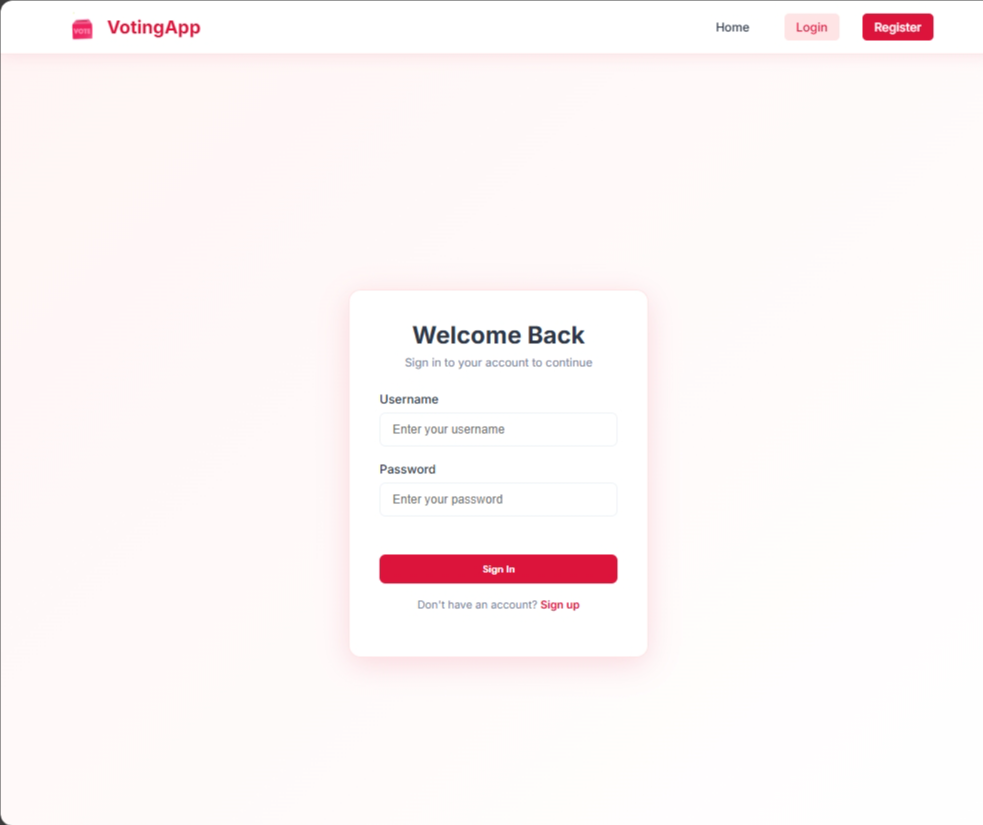 VOTE VotingApp Home Login Register
Welcome Back
Sign in to your account to continue
Username
Enter your username
Password
Enter your password
Sign In
Don't have an account? Sign up